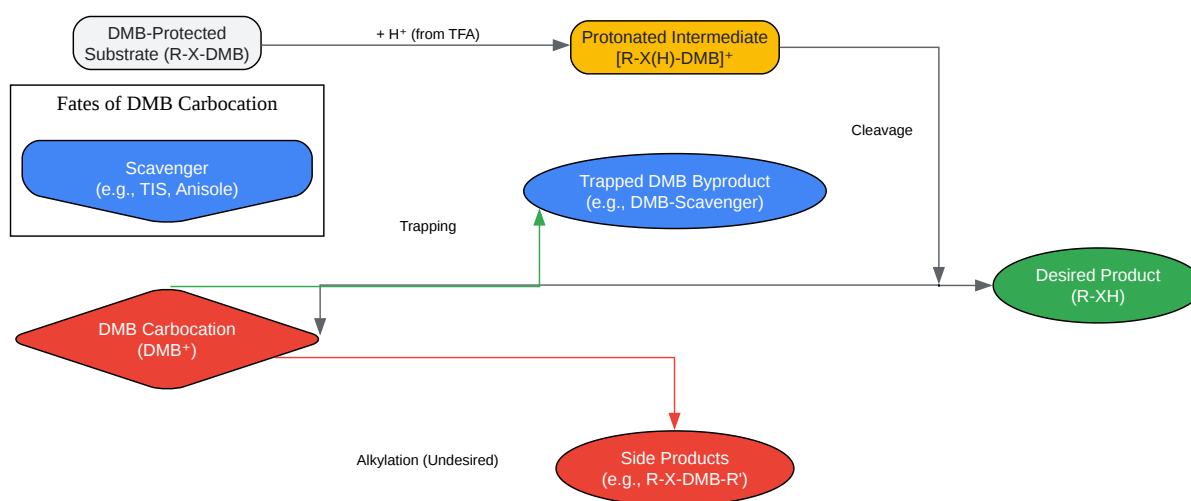 DMB-Protected
Substrate (R-X-DMB)
+ H⁺ (from TFA)
Protonated Intermediate
[R-X(H)-DMB]⁺
Fates of DMB Carbocation
Scavenger
(e.g., TIS, Anisole)
Cleavage
Trapped DMB Byproduct
(e.g., DMB-Scavenger)
Trapping
Desired Product
(R-XH)
DMB Carbocation
(DMB⁺)
Alkylation (Undesired)
Side Products
(e.g., R-X-DMB-R')